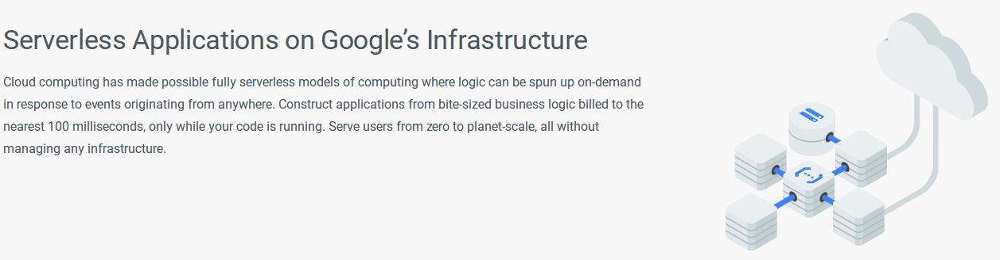 Serverless Applications on Google’s Infrastructure
Cloud computing has made possible fully serverless models of computing where logic can be spun up on-demand
in response to events originating from anywhere. Construct applications from bite-sized business logic billed to the
nearest 100 milliseconds, only while your code is running. Serve users from zero to planet-scale, all without
managing any infrastructure.